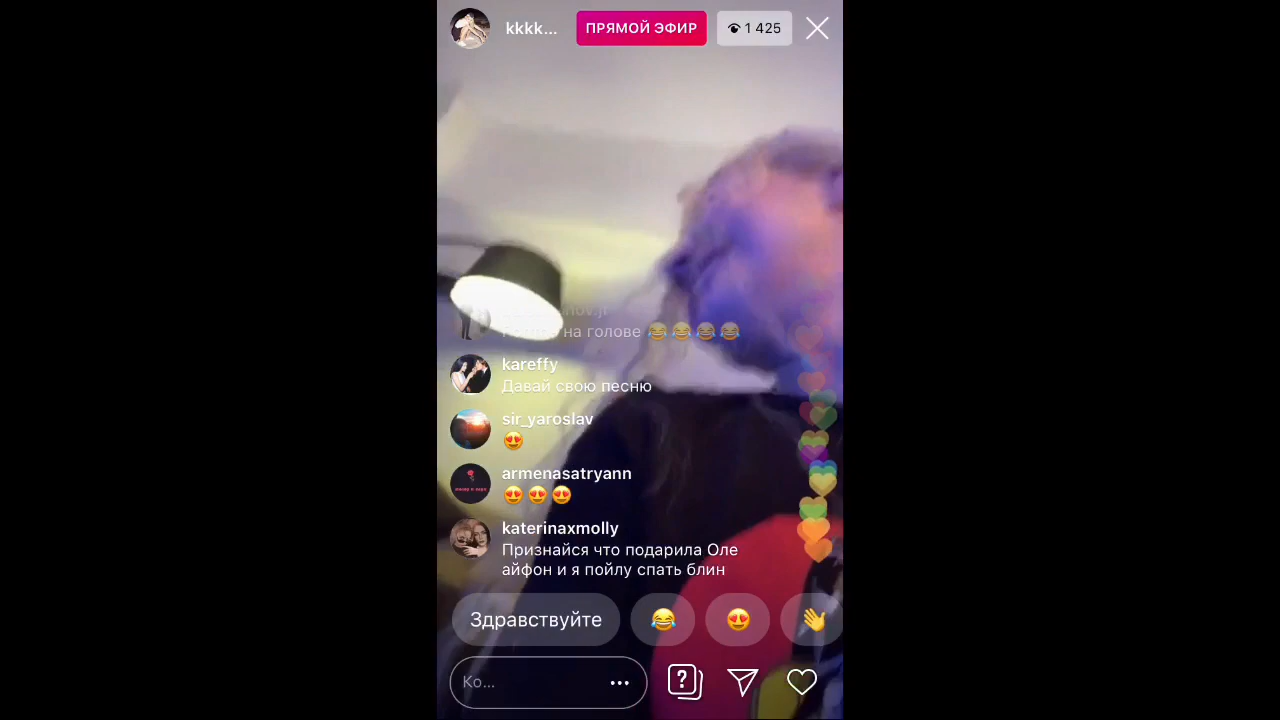 kkkk...
ПРЯМОЙ ЭФИР
1 425
на голове 😂😂😂😂
kareffy
Давай свою песню
sir_yaroslav
😍
armenasatryann
😍😍😍
katerinaxmolly
Признайся что подарила Оле
айфон и я пойлу спать блин
Здравствуйте
😂
😍
👋
Ко...